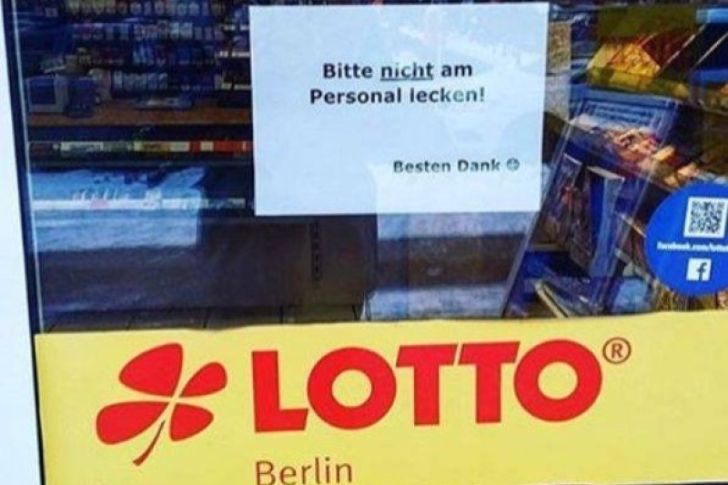 Bitte nicht am
Personal lecken!
Besten Dank ☺
LOTTO®
Berlin